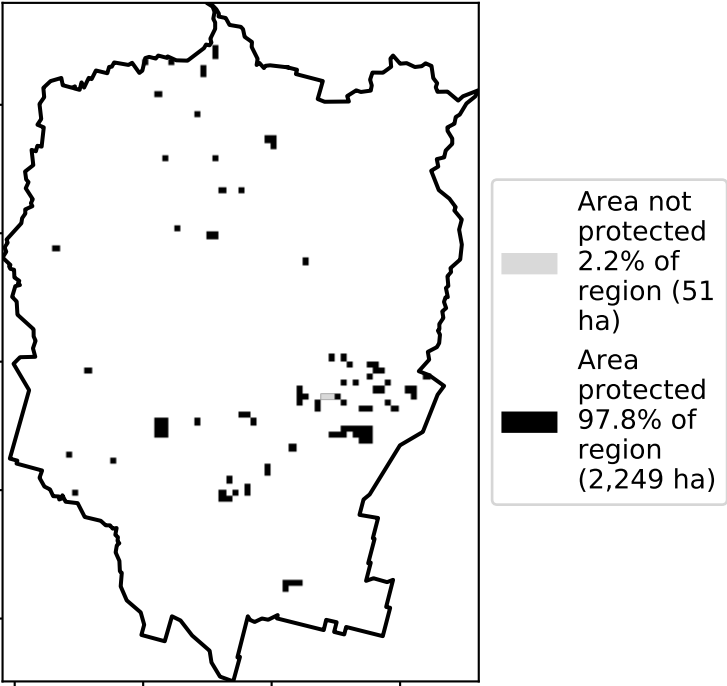 Area not
protected
2.2% of
region (51
ha)
Area
protected
97.8% of
region
(2,249 ha)